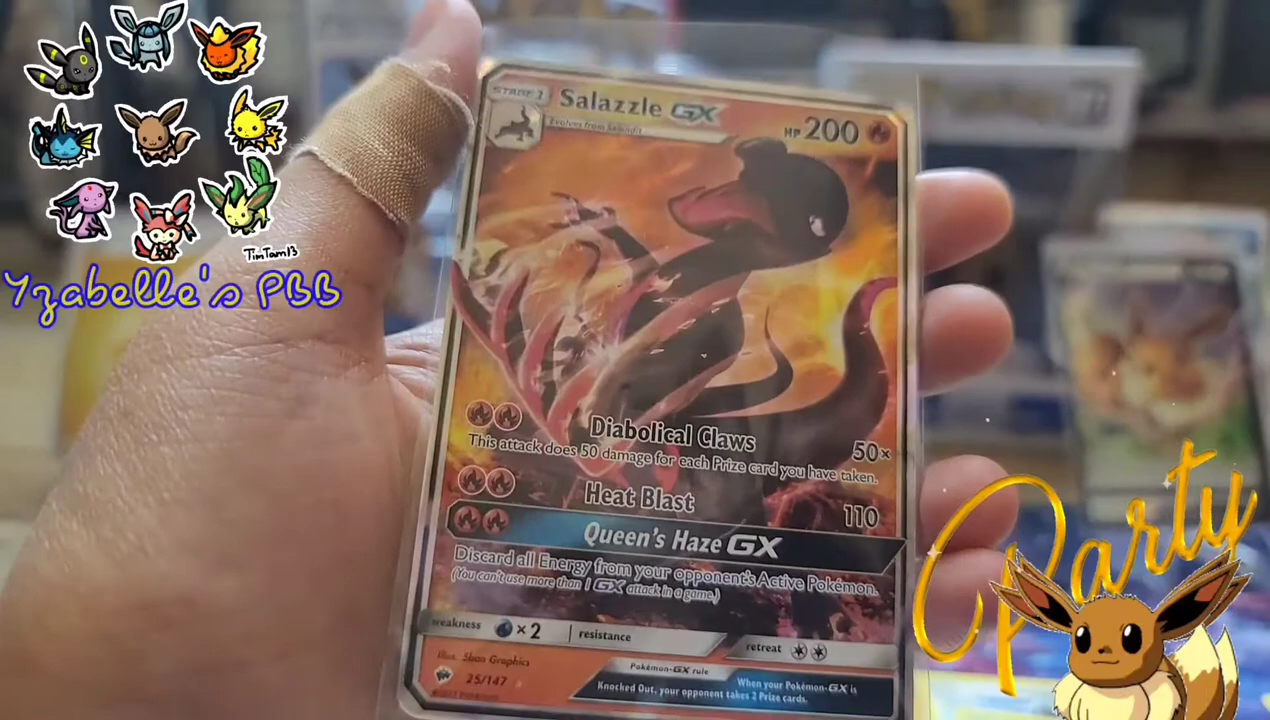 TimTam13
Yzabelle's PBB
STAGE 1
Salazzle GX
Evolves from Salandit
HP 200
Diabolical Claws 50×
This attack does 50 damage for each Prize card you have taken.
Heat Blast 110
Queen's Haze GX
Discard all Energy from your opponent's Active Pokémon.
(You can't use more than 1 GX attack in a game.)
weakness ×2 resistance retreat
Illus. 5ban Graphics
25/147
Pokémon-GX rule
When your Pokémon-GX is
Knocked Out, your opponent takes 2 Prize cards.
Party